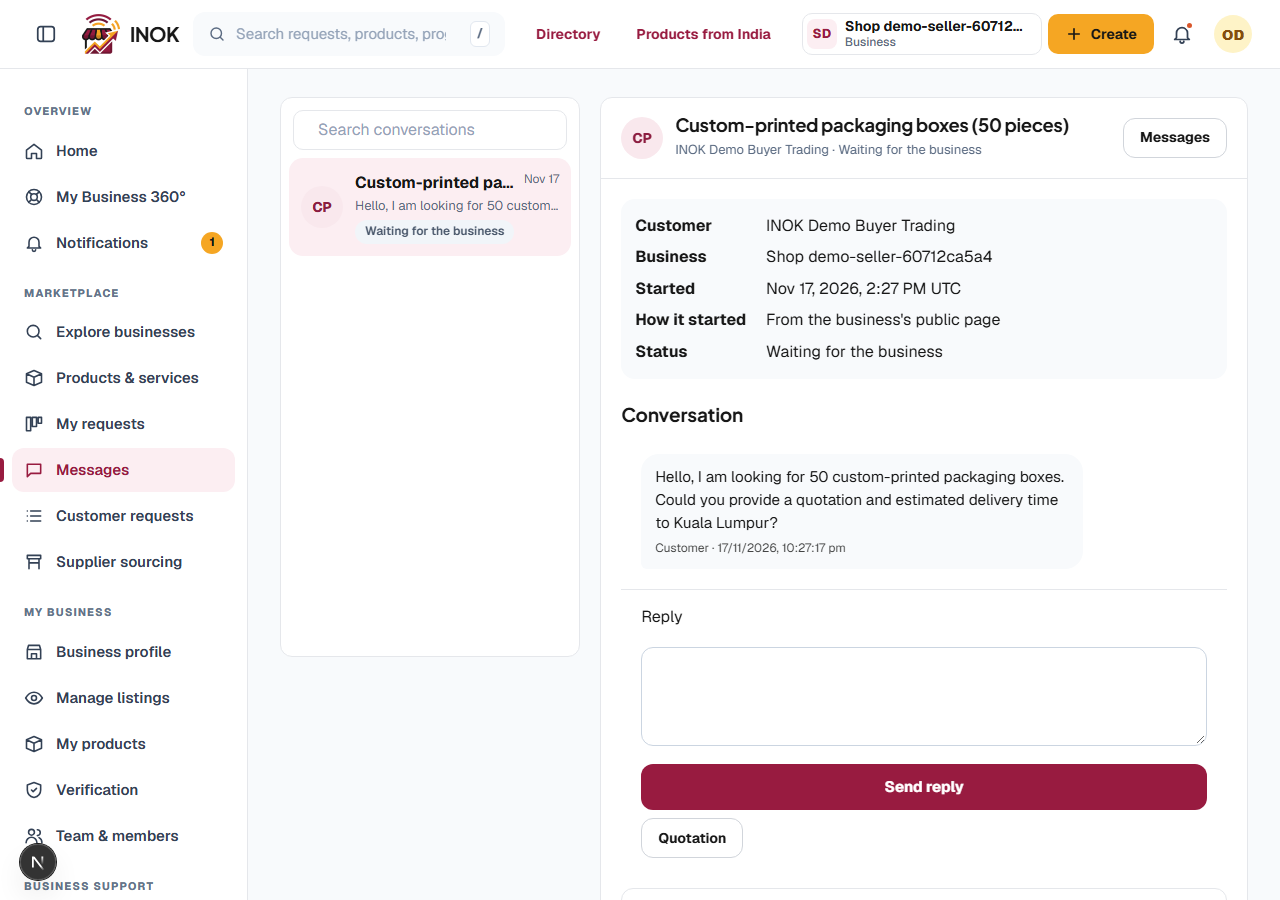 INOK
Search requests, products, pro
/
Directory
Products from India
SD
Shop demo-seller-60712...
Business
+ Create
OD
OVERVIEW
Home
My Business 360°
Notifications
1
MARKETPLACE
Explore businesses
Products & services
My requests
Messages
Customer requests
Supplier sourcing
MY BUSINESS
Business profile
Manage listings
My products
Verification
Team & members
N
BUSINESS SUPPORT
Search conversations
CP
Custom-printed pa...
Nov 17
Hello, I am looking for 50 custom...
Waiting for the business
CP
Custom-printed packaging boxes (50 pieces)
INOK Demo Buyer Trading · Waiting for the business
Messages
Customer INOK Demo Buyer Trading
Business Shop demo-seller-60712ca5a4
Started Nov 17, 2026, 2:27 PM UTC
How it started From the business's public page
Status Waiting for the business
Conversation
Hello, I am looking for 50 custom-printed packaging boxes.
Could you provide a quotation and estimated delivery time
to Kuala Lumpur?
Customer · 17/11/2026, 10:27:17 pm
Reply
Send reply
Quotation